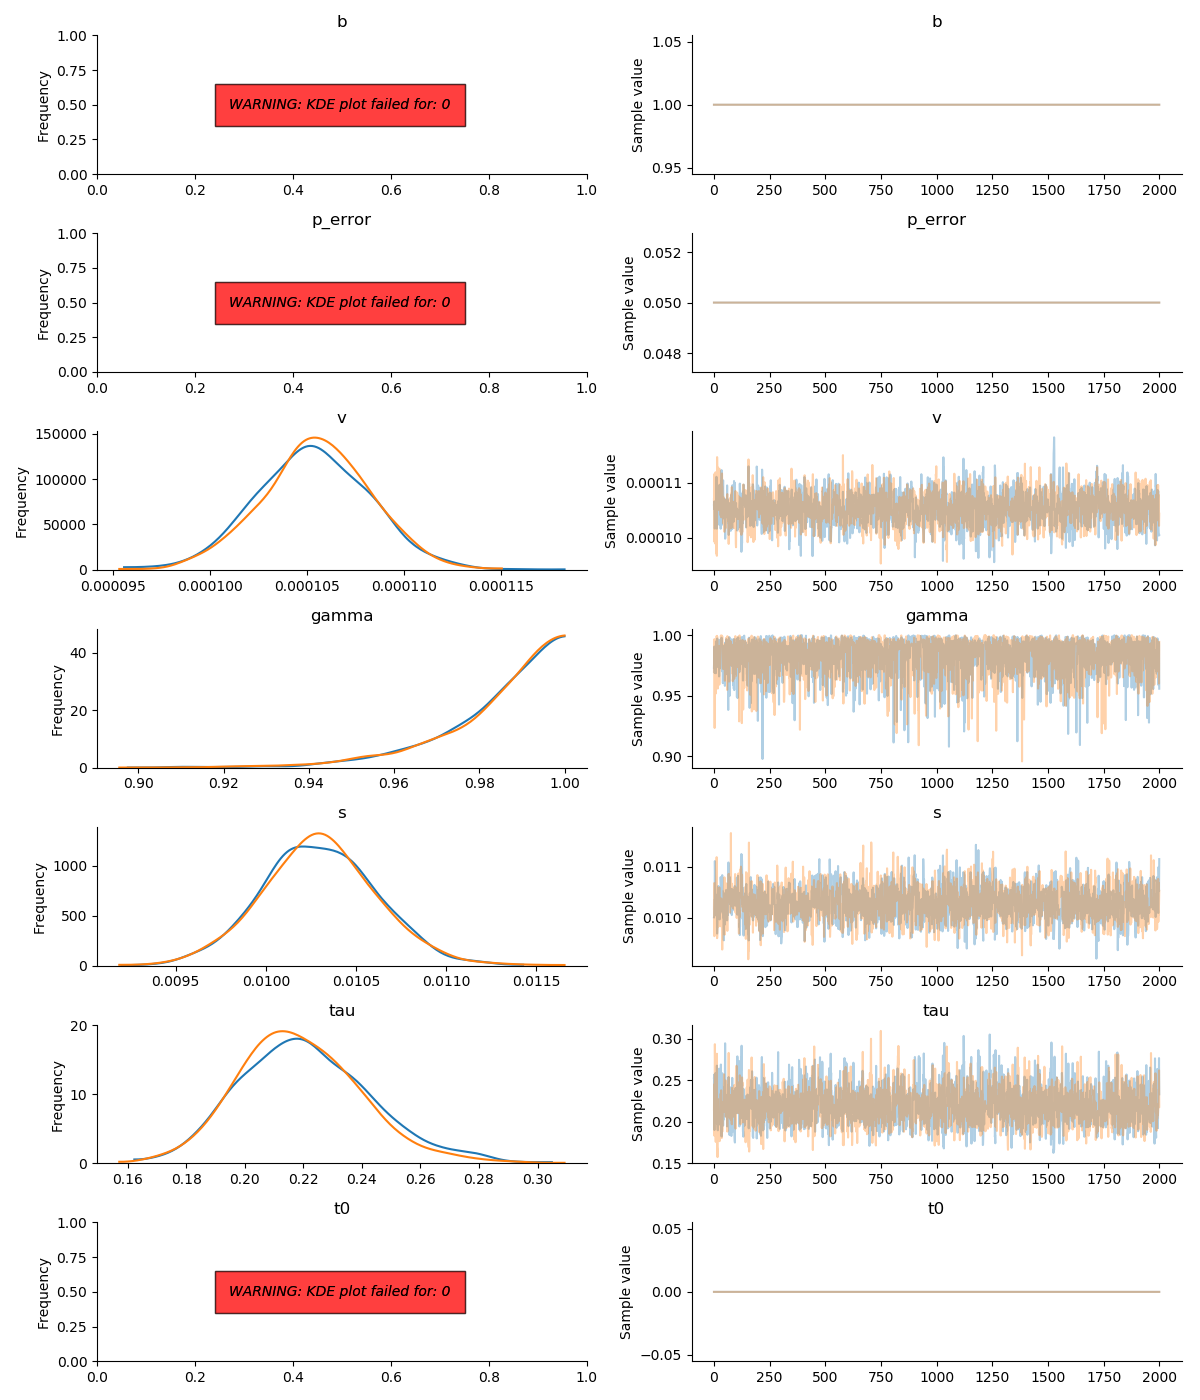 b
1.00
0.75
0.50
0.25
0.00
Frequency
WARNING: KDE plot failed for: 0
0.0 0.2 0.4 0.6 0.8 1.0
b
1.05
1.00
0.95
Sample value
0 250 500 750 1000 1250 1500 1750 2000
p_error
1.00
0.75
0.50
0.25
0.00
Frequency
WARNING: KDE plot failed for: 0
0.0 0.2 0.4 0.6 0.8 1.0
p_error
0.052
0.050
0.048
Sample value
0 250 500 750 1000 1250 1500 1750 2000
v
150000
100000
50000
0
Frequency
0.000095 0.000100 0.000105 0.000110 0.000115
v
0.00011
0.00010
Sample value
0 250 500 750 1000 1250 1500 1750 2000
gamma
40
20
0
Frequency
0.90 0.92 0.94 0.96 0.98 1.00
gamma
1.00
0.95
0.90
Sample value
0 250 500 750 1000 1250 1500 1750 2000
s
1000
500
0
Frequency
0.0095 0.0100 0.0105 0.0110 0.0115
s
0.011
0.010
Sample value
0 250 500 750 1000 1250 1500 1750 2000
tau
20
10
0
Frequency
0.16 0.18 0.20 0.22 0.24 0.26 0.28 0.30
tau
0.30
0.25
0.20
0.15
Sample value
0 250 500 750 1000 1250 1500 1750 2000
t0
1.00
0.75
0.50
0.25
0.00
Frequency
WARNING: KDE plot failed for: 0
0.0 0.2 0.4 0.6 0.8 1.0
t0
0.05
0.00
−0.05
Sample value
0 250 500 750 1000 1250 1500 1750 2000